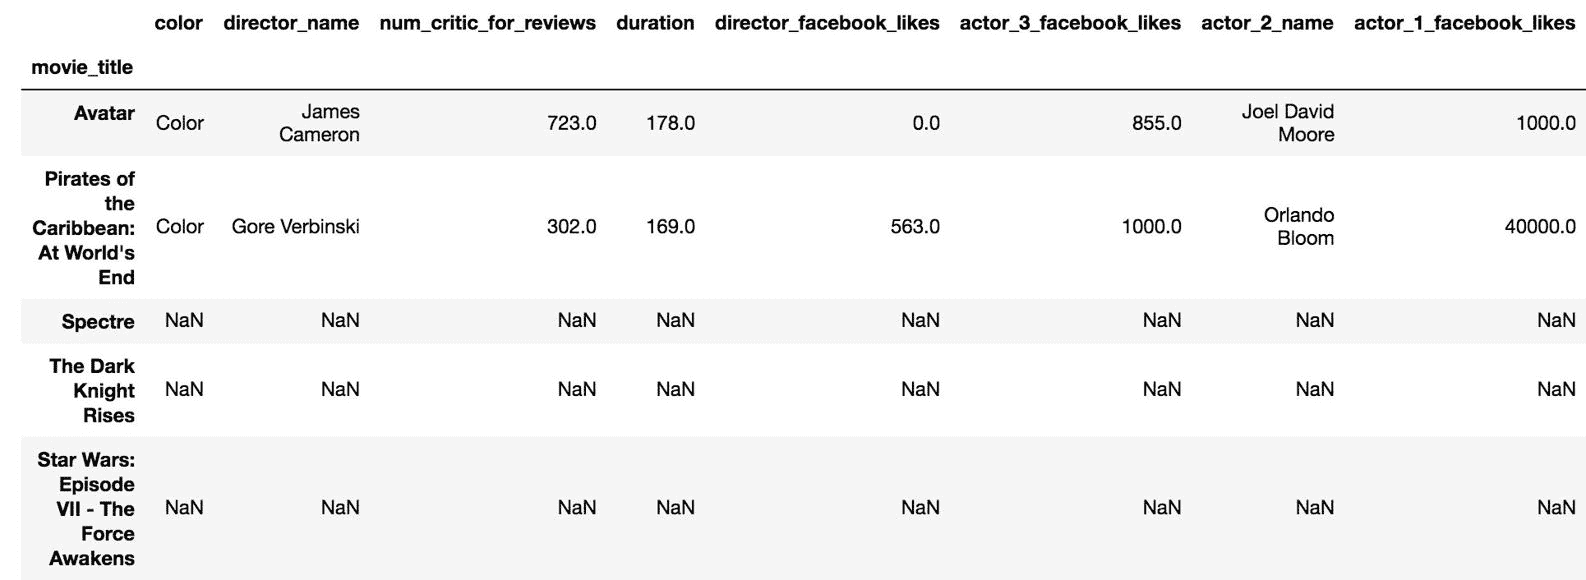 color director_name num_critic_for_reviews duration director_facebook_likes actor_3_facebook_likes actor_2_name actor_1_facebook_likes
movie_title
Avatar Color James Cameron 723.0 178.0 0.0 855.0 Joel David Moore 1000.0
Pirates of the Caribbean: At World's End Color Gore Verbinski 302.0 169.0 563.0 1000.0 Orlando Bloom 40000.0
Spectre NaN NaN NaN NaN NaN NaN NaN NaN
The Dark Knight Rises NaN NaN NaN NaN NaN NaN NaN NaN
Star Wars: Episode VII - The Force Awakens NaN NaN NaN NaN NaN NaN NaN NaN